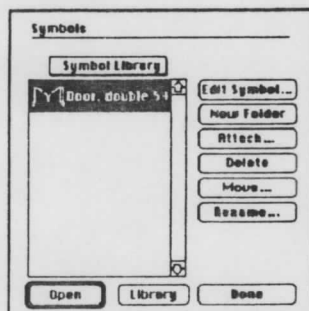 Symbols
Symbol Library
Door, double 54
Edit Symbol...
New Folder
Attach...
Delete
Move...
Rename...
Open
Library
Done